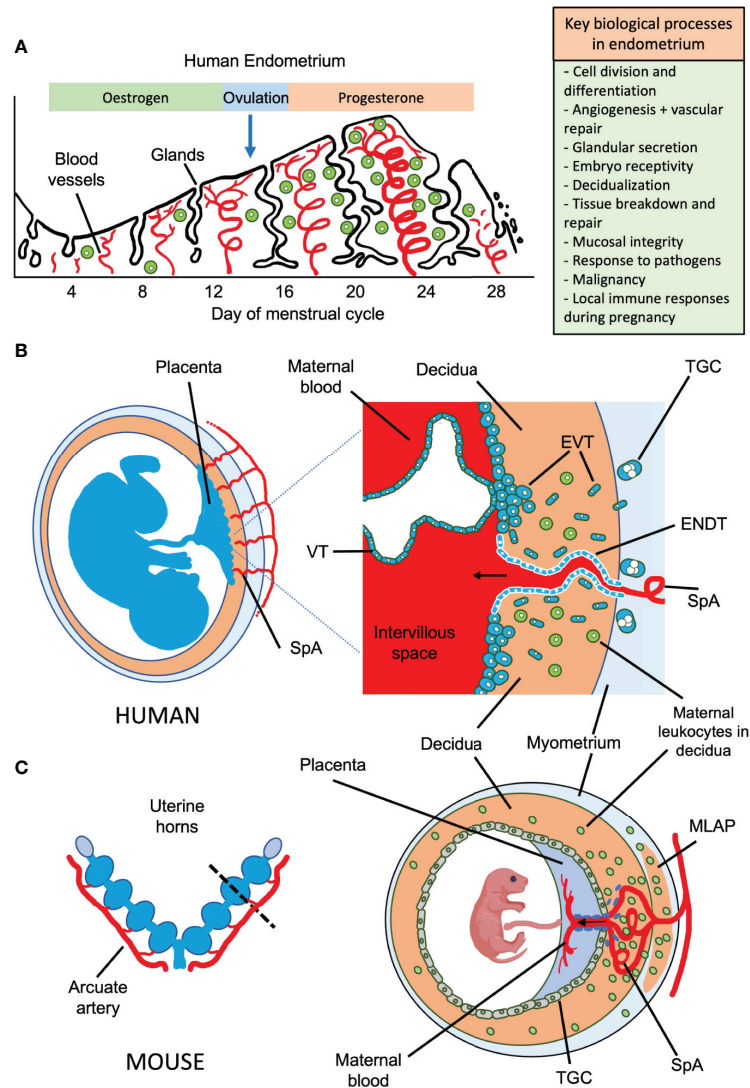 A
Human Endometrium
Oestrogen
Ovulation
Progesterone
Blood
vessels
Glands
4
8
12
16
20
24
28
Day of menstrual cycle
Key biological processes
in endometrium
- Cell division and
differentiation
- Angiogenesis + vascular
repair
- Glandular secretion
- Embryo receptivity
- Decidualization
- Tissue breakdown and
repair
- Mucosal integrity
- Response to pathogens
- Malignancy
- Local immune responses
during pregnancy
B
Placenta
SpA
HUMAN
Maternal
blood
Decidua
TGC
EVT
ENDT
VT
SpA
Intervillous
space
Decidua
Myometrium
Maternal
leukocytes in
decidua
C
Uterine
horns
Arcuate
artery
MOUSE
Placenta
MLAP
Maternal
blood
TGC
SpA